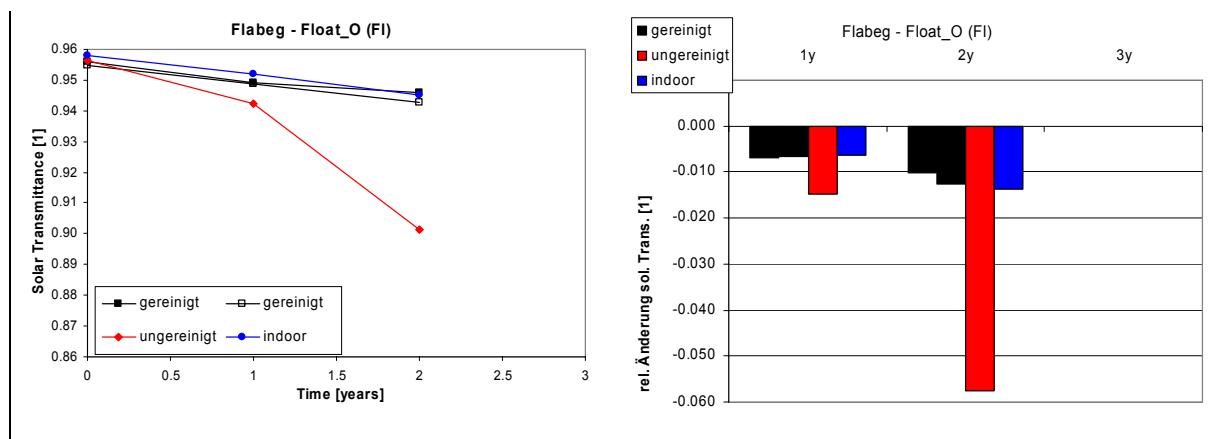 Flabeg - Float_O (Fl)
0.96
0.95
0.94
0.93
0.92
0.91
0.90
0.89
0.88
0.87
0.86
Solar Transmittance [1]
gereinigt
gereinigt
ungereinigt
indoor
0 0.5 1 1.5 2 2.5 3
Time [years]
gereinigt
ungereinigt
indoor
Flabeg - Float_O (Fl)
1y 2y 3y
0.000
-0.010
-0.020
-0.030
-0.040
-0.050
-0.060
rel. Änderung sol. Trans. [1]